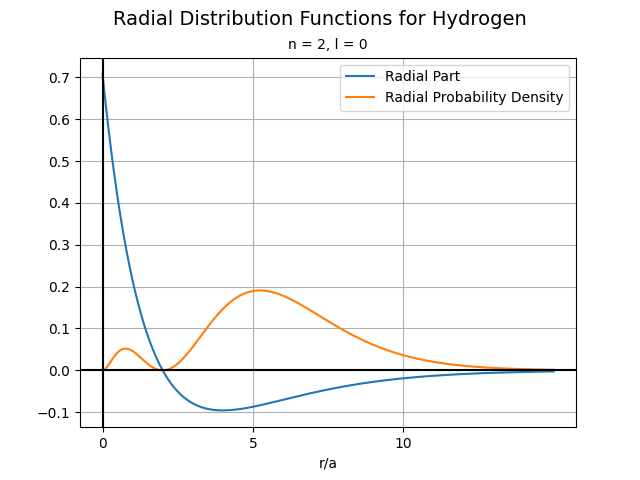 Radial Distribution Functions for Hydrogen
n = 2, l = 0
Radial Part
Radial Probability Density
0.7
0.6
0.5
0.4
0.3
0.2
0.1
0.0
−0.1
0 5 10
r/a